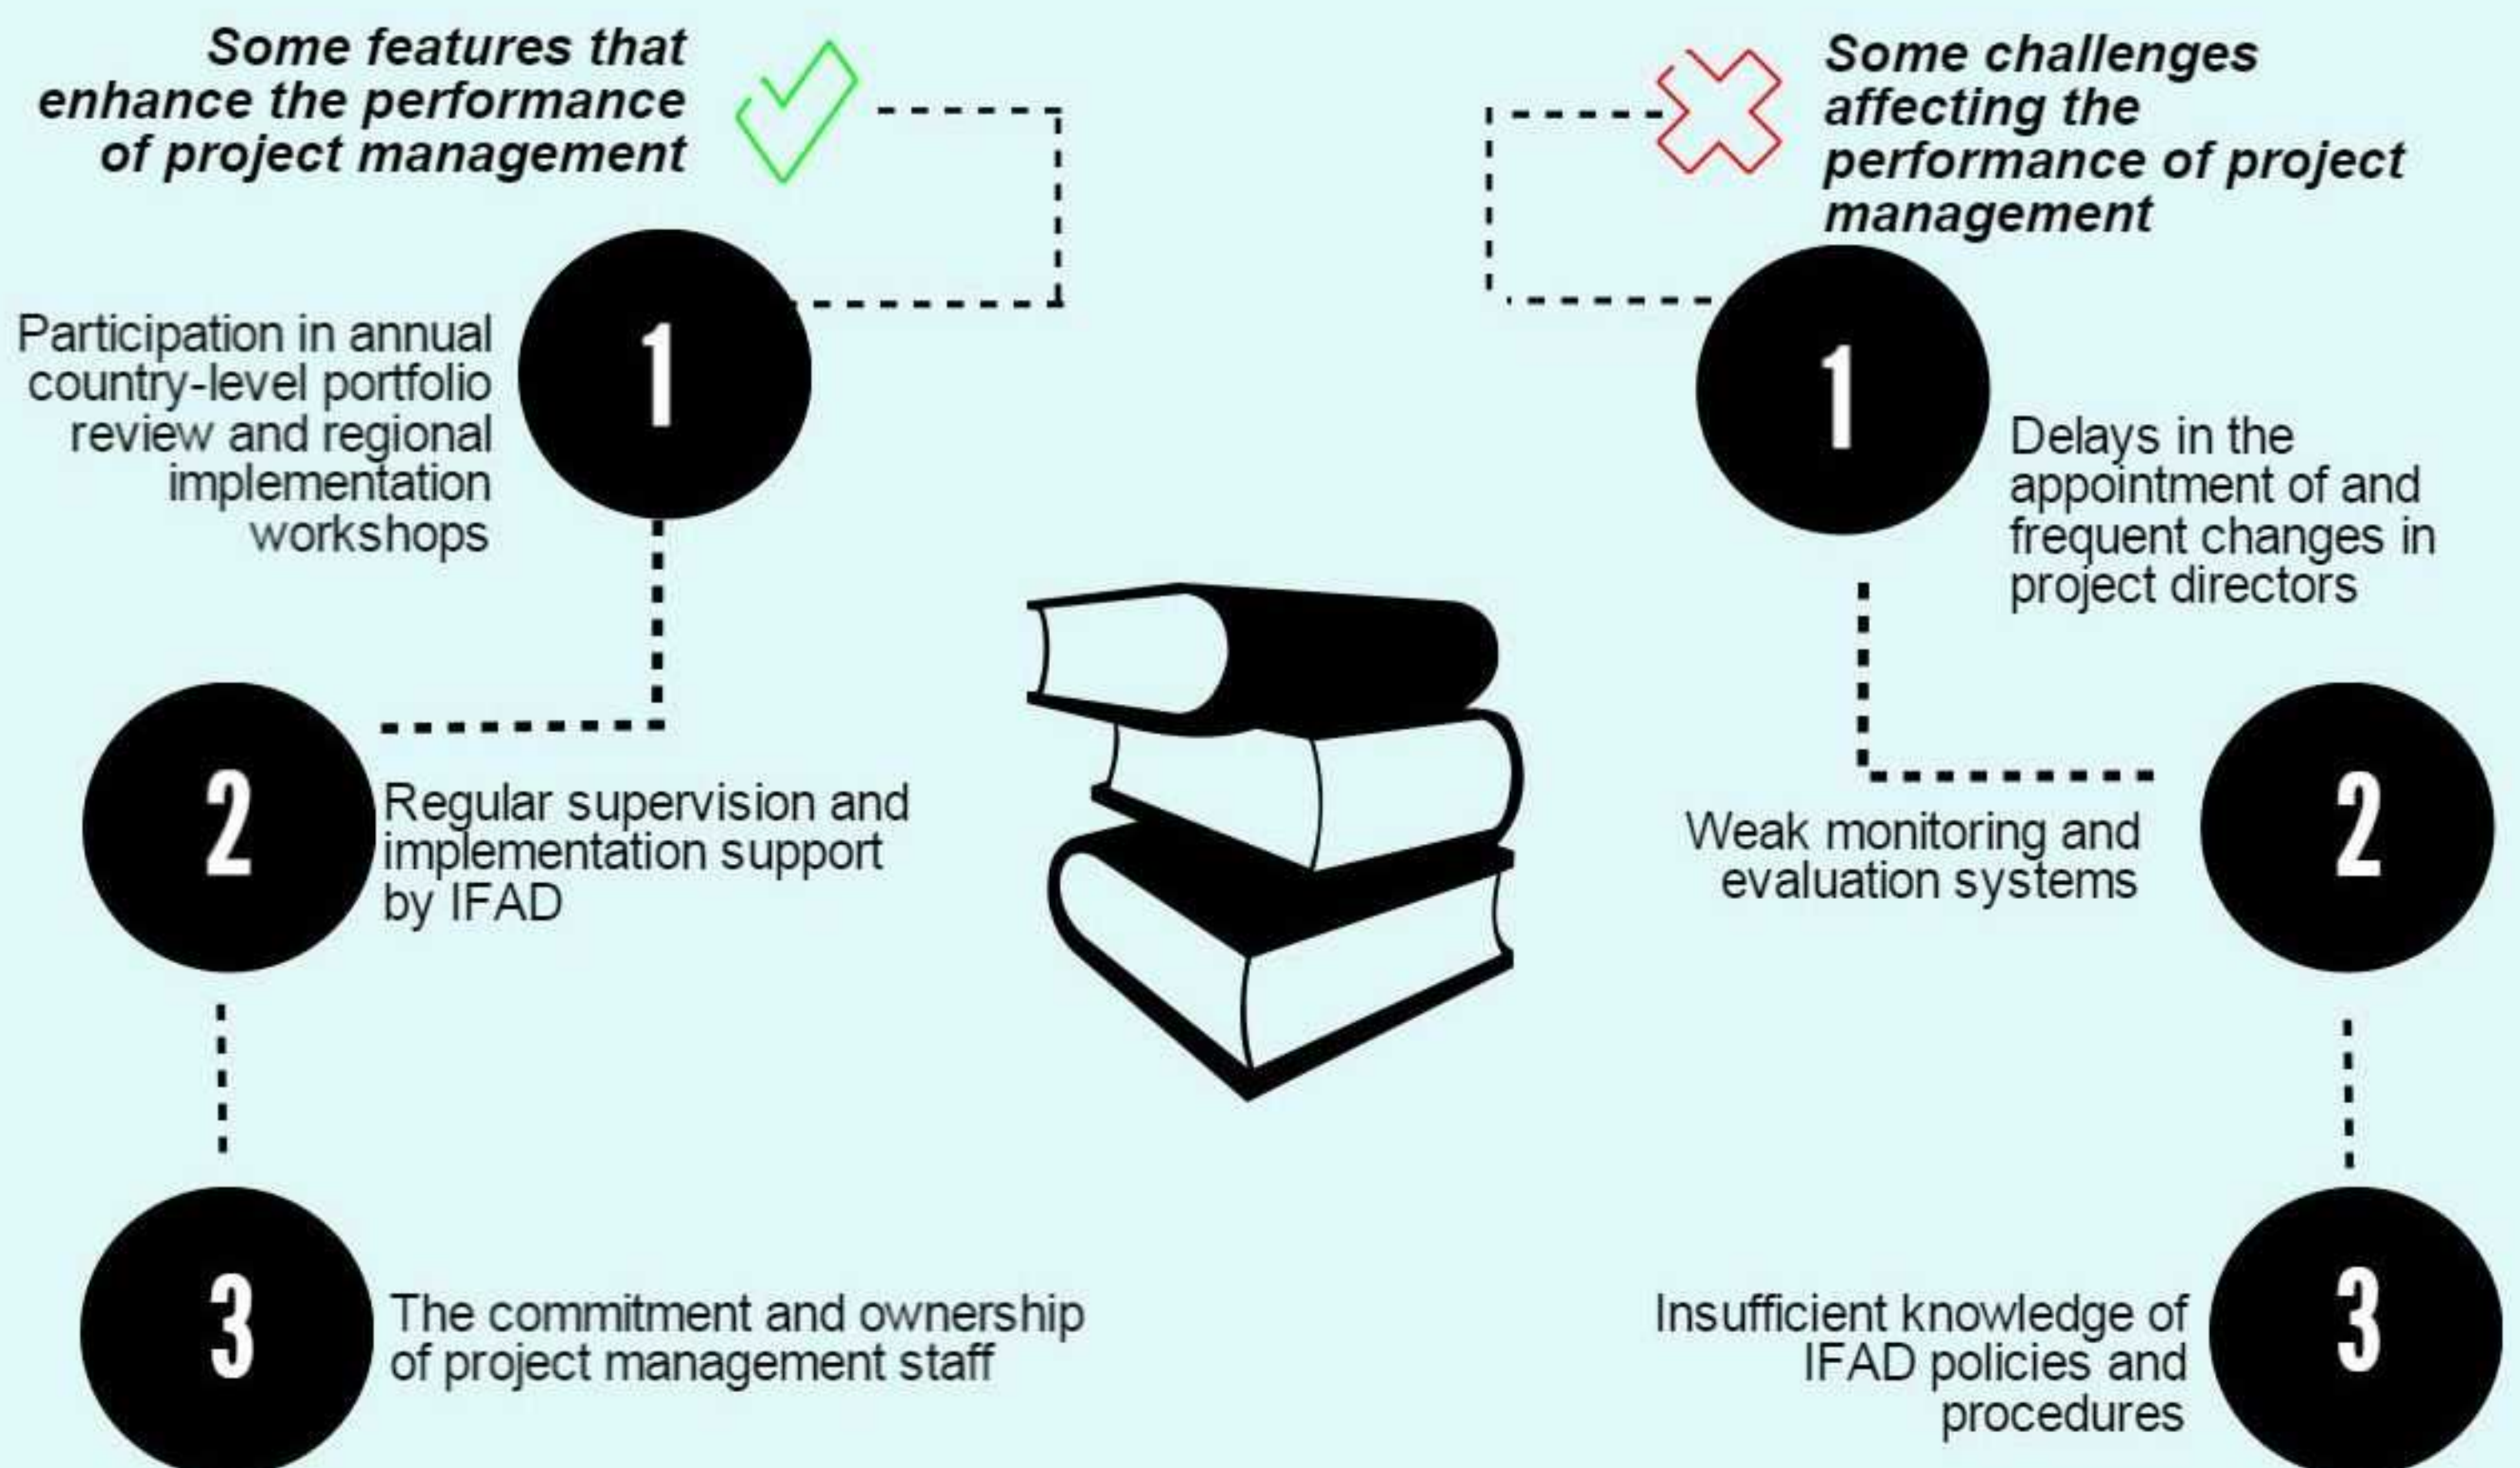 Some features that
enhance the performance
of project management
1
Participation in annual
country-level portfolio
review and regional
implementation
workshops
2
Regular supervision and
implementation support
by IFAD
3
The commitment and ownership
of project management staff
Some challenges
affecting the
performance of project
management
1
Delays in the
appointment of and
frequent changes in
project directors
2
Weak monitoring and
evaluation systems
3
Insufficient knowledge of
IFAD policies and
procedures